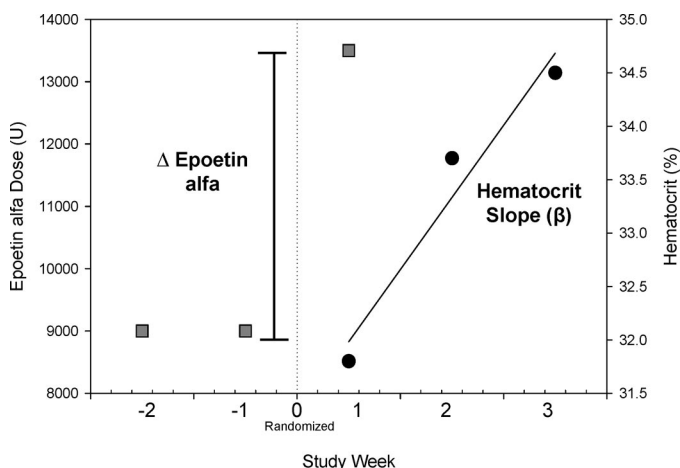 14000
13000
12000
11000
10000
9000
8000
Epoetin alfa Dose (U)
Δ Epoetin
alfa
Hematocrit
Slope (β)
35.0
34.5
34.0
33.5
33.0
32.5
32.0
31.5
Hematocrit (%)
-2 -1 0 1 2 3
Randomized
Study Week